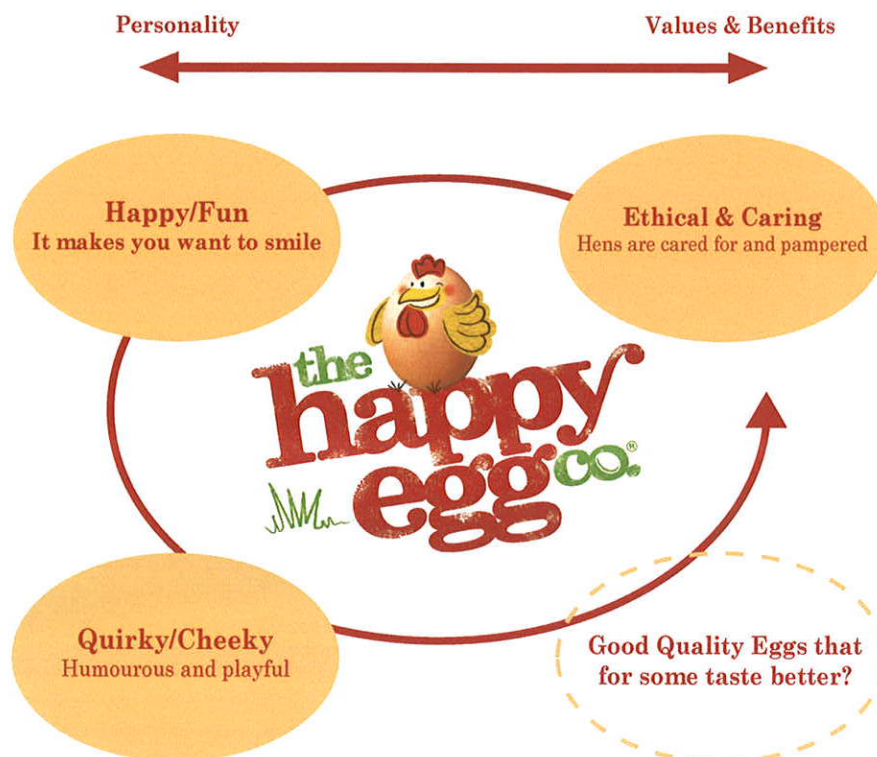 Personality
Values & Benefits
Happy/Fun
It makes you want to smile
Ethical & Caring
Hens are cared for and pampered
the
happy
egg co.®
Quirky/Cheeky
Humourous and playful
Good Quality Eggs that
for some taste better?